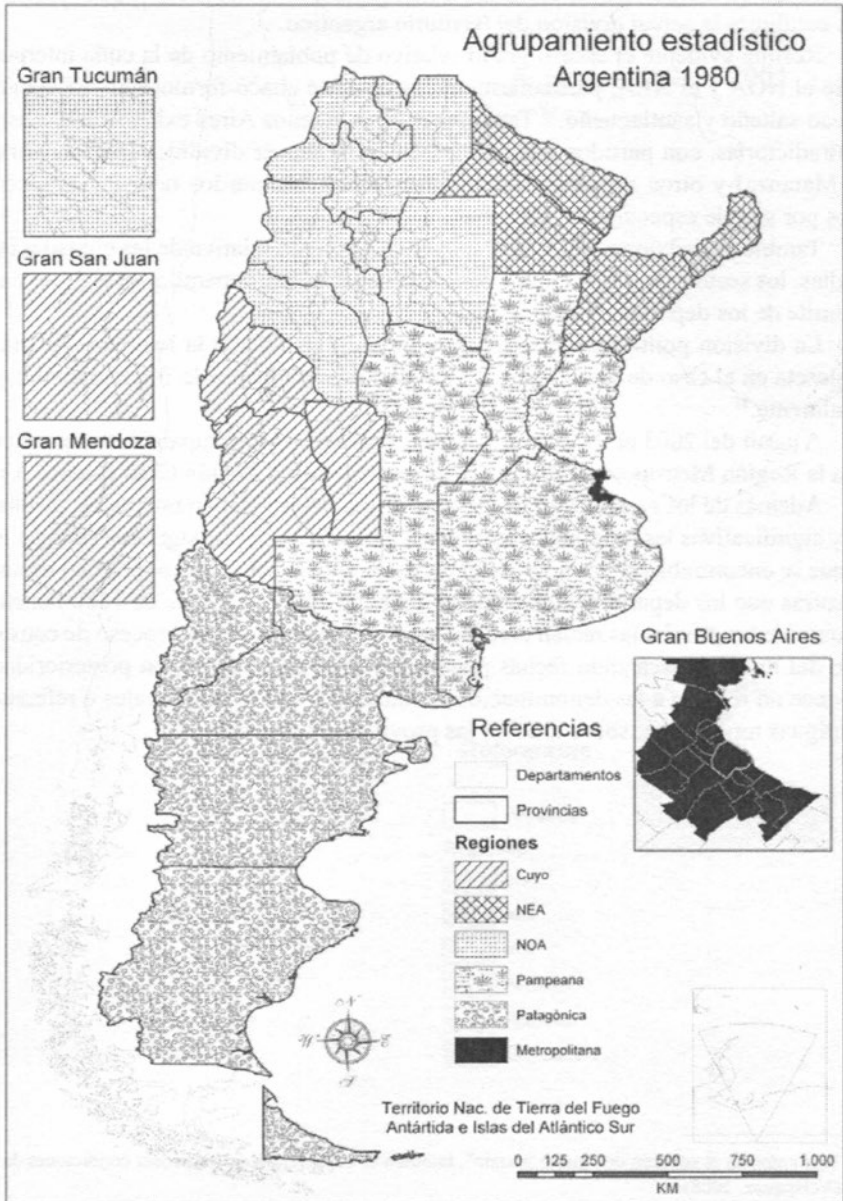 Agrupamiento estadístico
Argentina 1980
Gran Tucumán
Gran San Juan
Gran Mendoza
Gran Buenos Aires
Referencias
Departamentos
Provincias
Regiones
Cuyo
NEA
NOA
Pampeana
Patagónica
Metropolitana
N
W
E
S
Territorio Nac. de Tierra del Fuego
Antártida e Islas del Atlántico Sur
125 250 500 750 1.000
KM